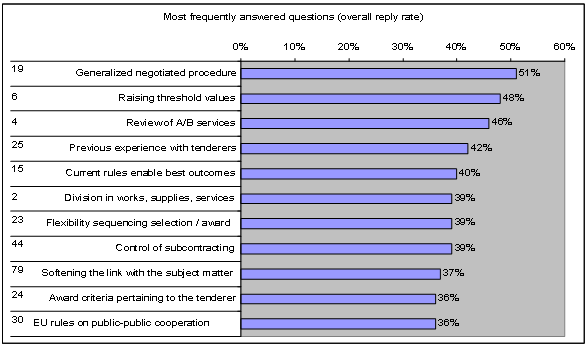 Most frequently answered questions (overall reply rate)
0% 10% 20% 30% 40% 50% 60%
19 Generalized negotiated procedure 51%
6 Raising threshold values 48%
4 Review of A/B services 46%
25 Previous experience with tenderers 42%
15 Current rules enable best outcomes 40%
2 Division in works, supplies, services 39%
23 Flexibility sequencing selection / award 39%
44 Control of subcontracting 39%
79 Softening the link with the subject matter 37%
24 Award criteria pertaining to the tenderer 36%
30 EU rules on public-public cooperation 36%